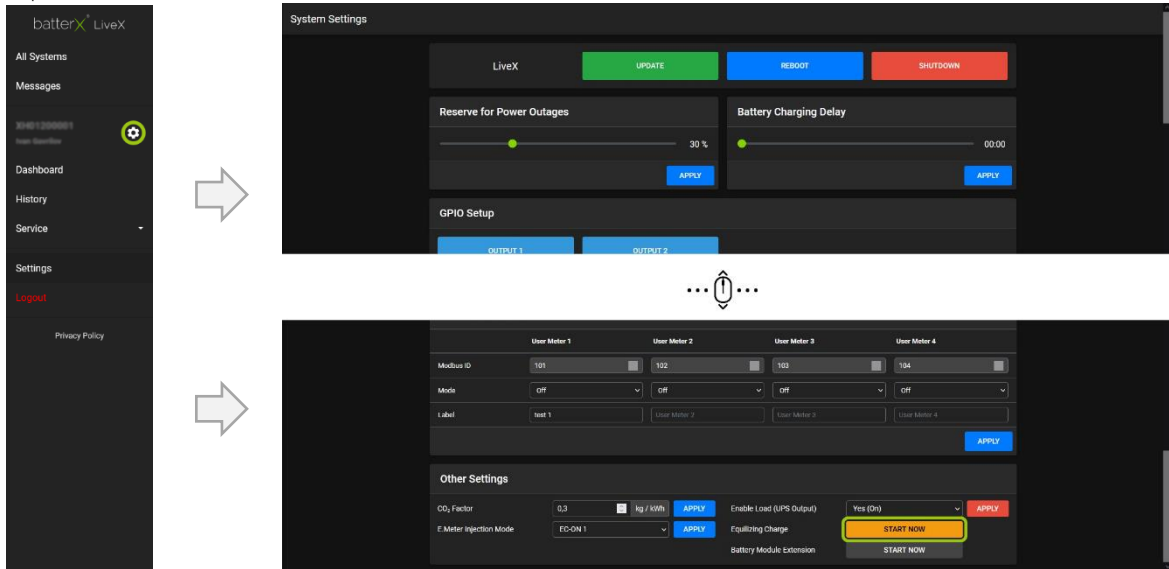 batterX® LiveX
All Systems
Messages
Dashboard
History
Service
Settings
Logout
Privacy Policy
System Settings
LiveX UPDATE REBOOT SHUTDOWN
Reserve for Power Outages
30 %
APPLY
Battery Charging Delay
00:00
APPLY
GPIO Setup
OUTPUT 1 OUTPUT 2
User Meter 1 User Meter 2 User Meter 3 User Meter 4
Modbus ID 101 102 103 104
Mode Off Off Off Off
Label test 1 User Meter 2 User Meter 3 User Meter 4
APPLY
Other Settings
CO₂ Factor 0,3 kg / kWh APPLY Enable Load (UPS Output) Yes (On) APPLY
E.Meter Injection Mode EC-ON 1 APPLY Equilizing Charge START NOW
Battery Module Extension START NOW